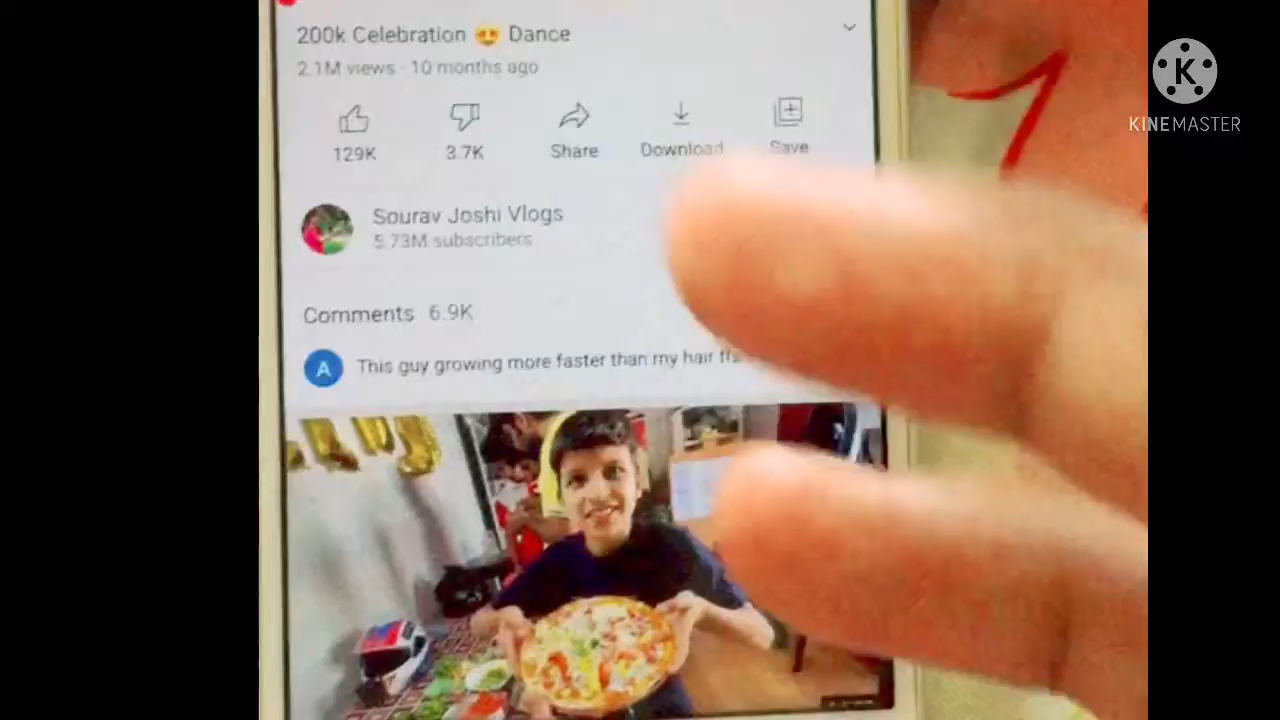 200k Celebration 😍 Dance
2.1M views · 10 months ago
129K
3.7K
Share
Download
Save
Sourav Joshi Vlogs
5.73M subscribers
Comments 6.9K
A
This guy growing more faster than my hair
K
KINEMASTER